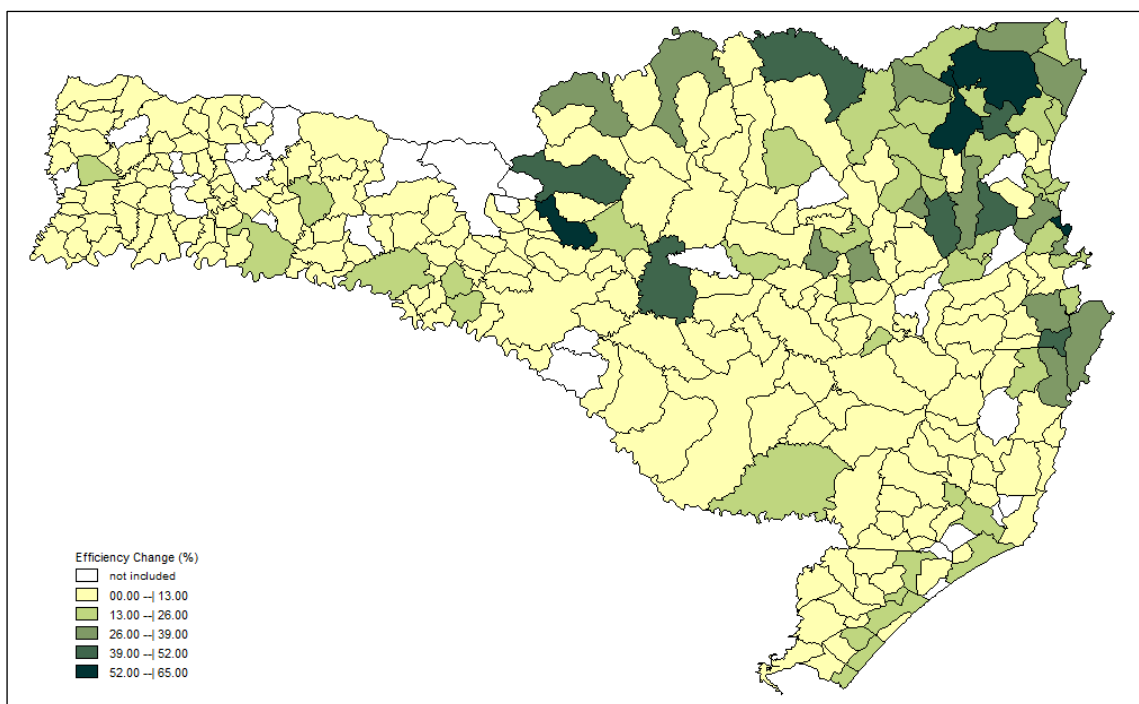 Efficiency Change (%)
not included
00.00 --| 13.00
13.00 --| 26.00
26.00 --| 39.00
39.00 --| 52.00
52.00 --| 65.00